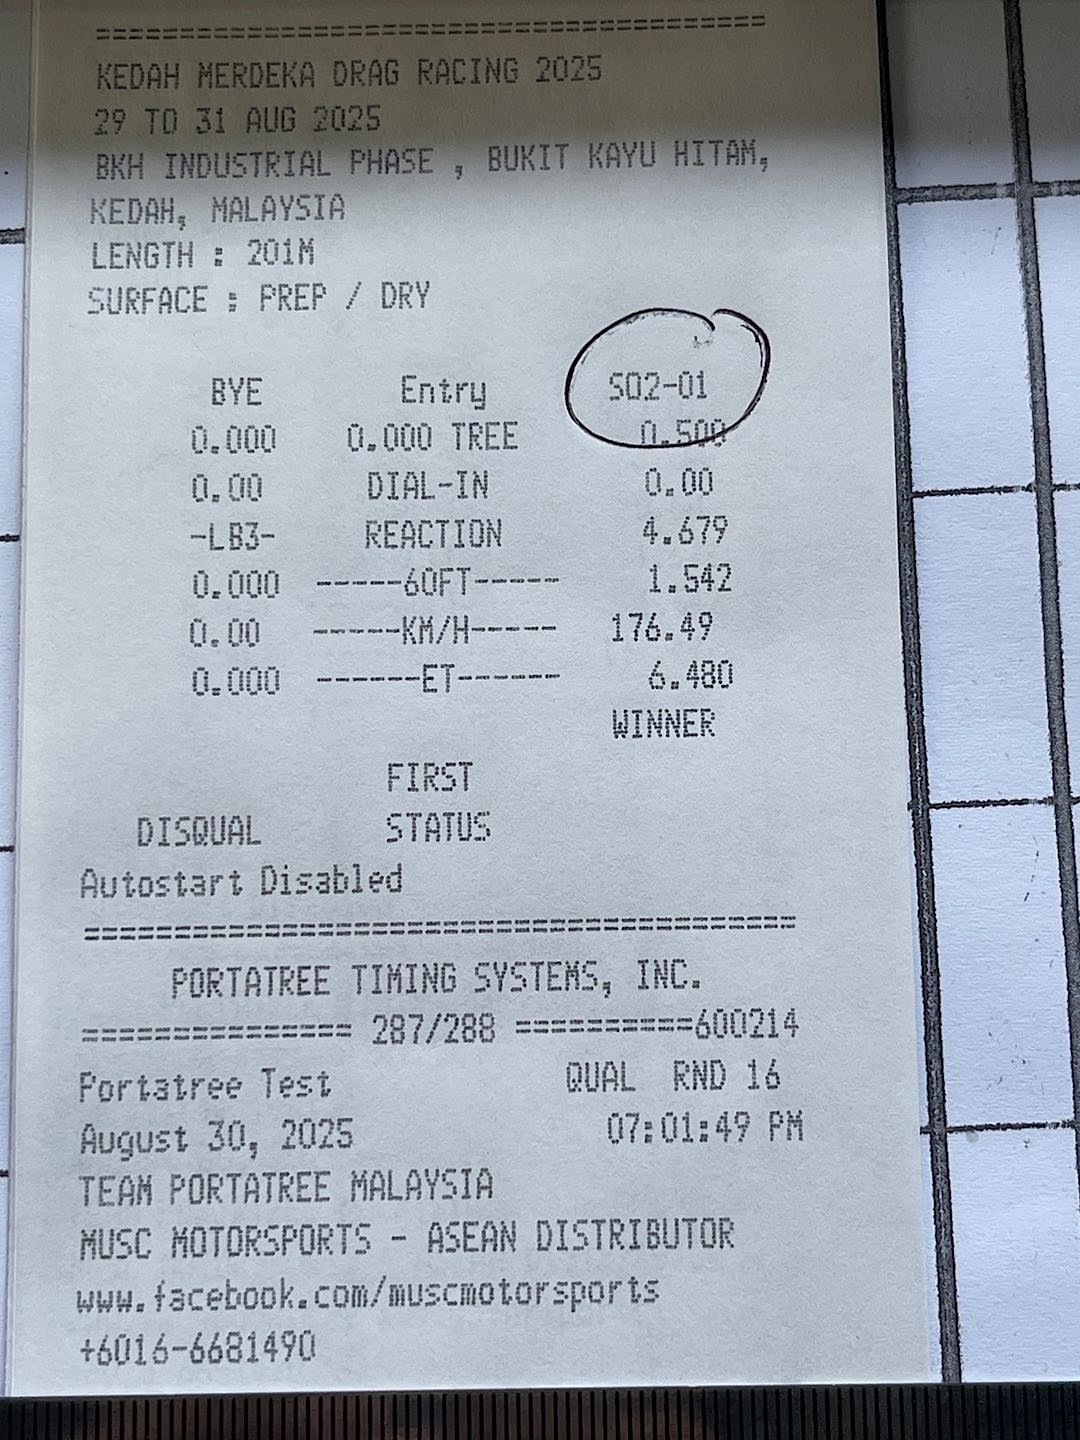 =======================================
KEDAH MERDEKA DRAG RACING 2025
29 TO 31 AUG 2025
BKH INDUSTRIAL PHASE , BUKIT KAYU HITAM,
KEDAH, MALAYSIA
LENGTH : 201M
SURFACE : PREP / DRY
BYE Entry SO2-01
0.000 0.000 TREE 0.500
0.00 DIAL-IN 0.00
-LB3- REACTION 4.679
0.000 -----60FT----- 1.542
0.00 -----KM/H----- 176.49
0.000 ------ET------ 6.480
WINNER
FIRST
DISQUAL STATUS
Autostart Disabled
=======================================
PORTATREE TIMING SYSTEMS, INC.
=============== 287/288 ==========600214
Portatree Test QUAL RND 16
August 30, 2025 07:01:49 PM
TEAM PORTATREE MALAYSIA
MUSC MOTORSPORTS - ASEAN DISTRIBUTOR
www.facebook.com/muscmotorsports
+6016-6681490